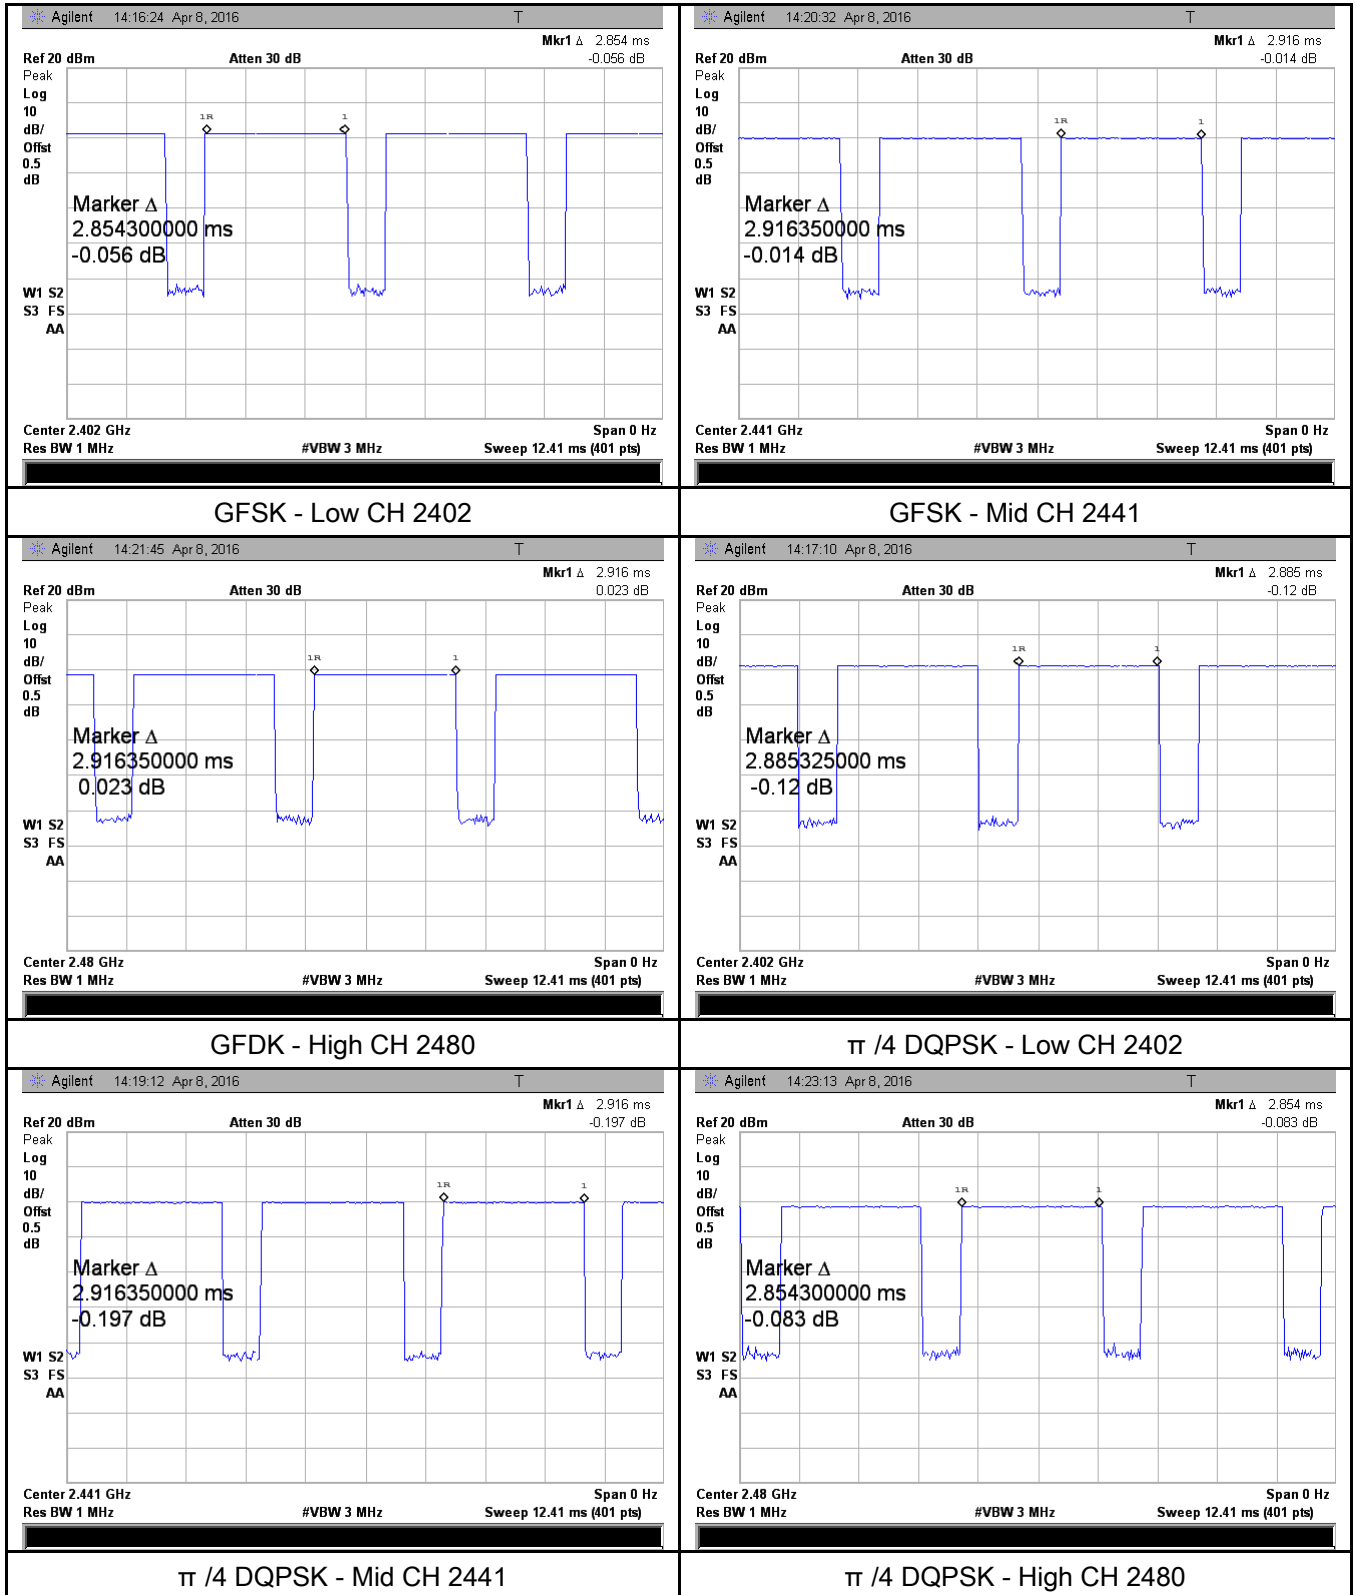 Agilent 14:16:24 Apr 8, 2016 T
Mkr1 Δ 2.854 ms
Ref 20 dBm Atten 30 dB -0.056 dB
Peak
Log
10
dB/
Offst
0.5
dB
1R 1
Marker Δ
2.854300000 ms
-0.056 dB
W1 S2
S3 FS
AA
Center 2.402 GHz Span 0 Hz
Res BW 1 MHz #VBW 3 MHz Sweep 12.41 ms (401 pts)
GFSK - Low CH 2402
Agilent 14:20:32 Apr 8, 2016 T
Mkr1 Δ 2.916 ms
Ref 20 dBm Atten 30 dB -0.014 dB
Peak
Log
10
dB/
Offst
0.5
dB
1R 1
Marker Δ
2.916350000 ms
-0.014 dB
W1 S2
S3 FS
AA
Center 2.441 GHz Span 0 Hz
Res BW 1 MHz #VBW 3 MHz Sweep 12.41 ms (401 pts)
GFSK - Mid CH 2441
Agilent 14:21:45 Apr 8, 2016 T
Mkr1 Δ 2.916 ms
Ref 20 dBm Atten 30 dB 0.023 dB
Peak
Log
10
dB/
Offst
0.5
dB
1R 1
Marker Δ
2.916350000 ms
0.023 dB
W1 S2
S3 FS
AA
Center 2.48 GHz Span 0 Hz
Res BW 1 MHz #VBW 3 MHz Sweep 12.41 ms (401 pts)
GFDK - High CH 2480
Agilent 14:17:10 Apr 8, 2016 T
Mkr1 Δ 2.885 ms
Ref 20 dBm Atten 30 dB -0.12 dB
Peak
Log
10
dB/
Offst
0.5
dB
1R 1
Marker Δ
2.885325000 ms
-0.12 dB
W1 S2
S3 FS
AA
Center 2.402 GHz Span 0 Hz
Res BW 1 MHz #VBW 3 MHz Sweep 12.41 ms (401 pts)
π /4 DQPSK - Low CH 2402
Agilent 14:19:12 Apr 8, 2016 T
Mkr1 Δ 2.916 ms
Ref 20 dBm Atten 30 dB -0.197 dB
Peak
Log
10
dB/
Offst
0.5
dB
1R 1
Marker Δ
2.916350000 ms
-0.197 dB
W1 S2
S3 FS
AA
Center 2.441 GHz Span 0 Hz
Res BW 1 MHz #VBW 3 MHz Sweep 12.41 ms (401 pts)
π /4 DQPSK - Mid CH 2441
Agilent 14:23:13 Apr 8, 2016 T
Mkr1 Δ 2.854 ms
Ref 20 dBm Atten 30 dB -0.083 dB
Peak
Log
10
dB/
Offst
0.5
dB
1R 1
Marker Δ
2.854300000 ms
-0.083 dB
W1 S2
S3 FS
AA
Center 2.48 GHz Span 0 Hz
Res BW 1 MHz #VBW 3 MHz Sweep 12.41 ms (401 pts)
π /4 DQPSK - High CH 2480